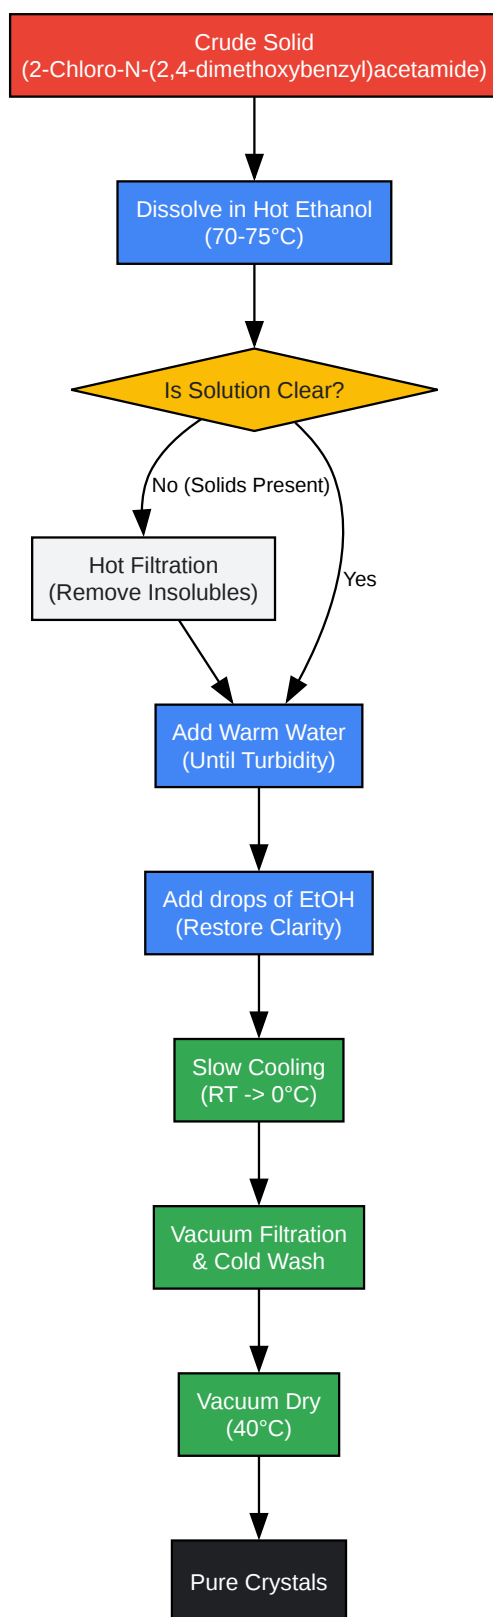 Crude Solid
(2-Chloro-N-(2,4-dimethoxybenzyl)acetamide)
Dissolve in Hot Ethanol
(70-75°C)
Is Solution Clear?
No (Solids Present)
Hot Filtration
(Remove Insolubles)
Yes
Add Warm Water
(Until Turbidity)
Add drops of EtOH
(Restore Clarity)
Slow Cooling
(RT -> 0°C)
Vacuum Filtration
& Cold Wash
Vacuum Dry
(40°C)
Pure Crystals